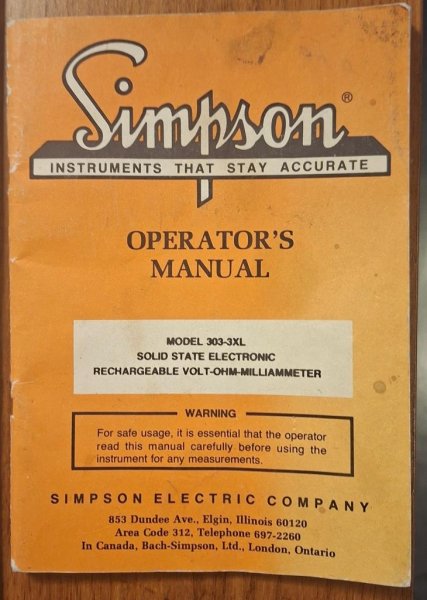 Simpson®
INSTRUMENTS THAT STAY ACCURATE
OPERATOR'S
MANUAL
MODEL 303-3XL
SOLID STATE ELECTRONIC
RECHARGEABLE VOLT-OHM-MILLIAMMETER
WARNING
For safe usage, it is essential that the operator
read this manual carefully before using the
instrument for any measurements.
SIMPSON ELECTRIC COMPANY
853 Dundee Ave., Elgin, Illinois 60120
Area Code 312, Telephone 697-2260
In Canada, Bach-Simpson, Ltd., London, Ontario